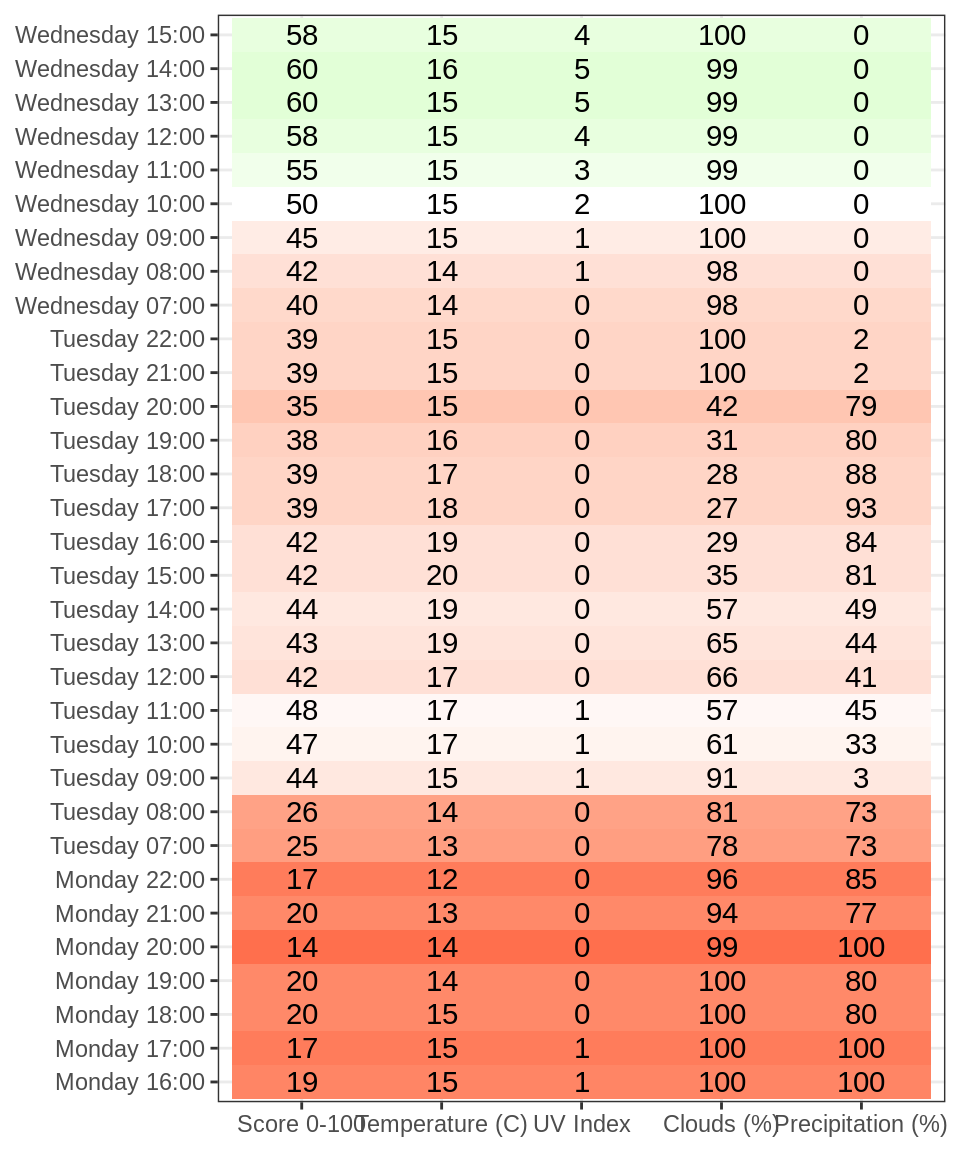 Wednesday 15:00 58 15 4 100 0
Wednesday 14:00 60 16 5 99 0
Wednesday 13:00 60 15 5 99 0
Wednesday 12:00 58 15 4 99 0
Wednesday 11:00 55 15 3 99 0
Wednesday 10:00 50 15 2 100 0
Wednesday 09:00 45 15 1 100 0
Wednesday 08:00 42 14 1 98 0
Wednesday 07:00 40 14 0 98 0
Tuesday 22:00 39 15 0 100 2
Tuesday 21:00 39 15 0 100 2
Tuesday 20:00 35 15 0 42 79
Tuesday 19:00 38 16 0 31 80
Tuesday 18:00 39 17 0 28 88
Tuesday 17:00 39 18 0 27 93
Tuesday 16:00 42 19 0 29 84
Tuesday 15:00 42 20 0 35 81
Tuesday 14:00 44 19 0 57 49
Tuesday 13:00 43 19 0 65 44
Tuesday 12:00 42 17 0 66 41
Tuesday 11:00 48 17 1 57 45
Tuesday 10:00 47 17 1 61 33
Tuesday 09:00 44 15 1 91 3
Tuesday 08:00 26 14 0 81 73
Tuesday 07:00 25 13 0 78 73
Monday 22:00 17 12 0 96 85
Monday 21:00 20 13 0 94 77
Monday 20:00 14 14 0 99 100
Monday 19:00 20 14 0 100 80
Monday 18:00 20 15 0 100 80
Monday 17:00 17 15 1 100 100
Monday 16:00 19 15 1 100 100
Score 0-100 Temperature (C) UV Index Clouds (%) Precipitation (%)